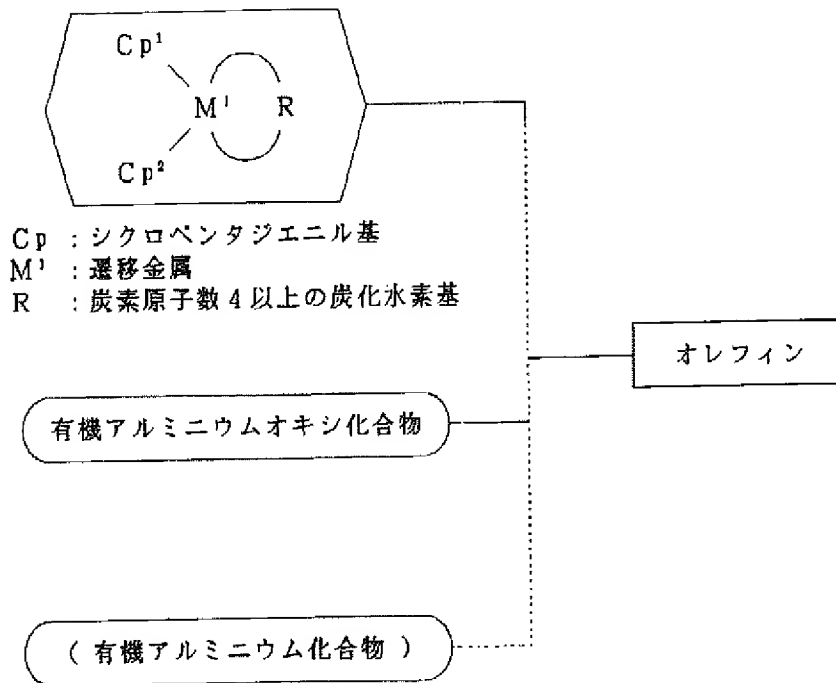 Cp¹
M¹ R
Cp²
Cp : シクロペンタジエニル基
M¹ : 遷移金属
R : 炭素原子数4以上の炭化水素基
オレフィン
有機アルミニウムオキシ化合物
( 有機アルミニウム化合物 )